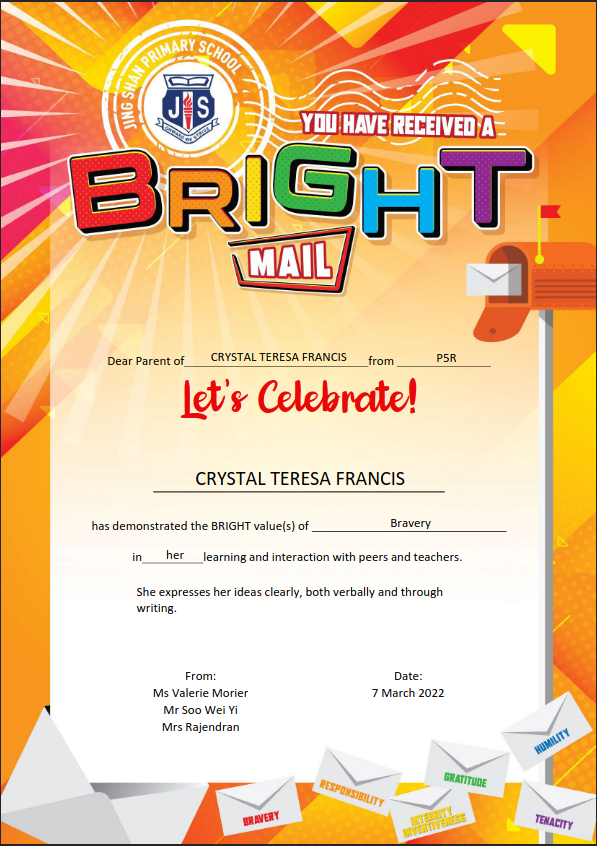 JING SHAN PRIMARY SCHOOL
JS
ONWARD WE STRIVE
YOU HAVE RECEIVED A
BRIGHT
MAIL
Dear Parent of CRYSTAL TERESA FRANCIS from P5R
Let's Celebrate!
CRYSTAL TERESA FRANCIS
has demonstrated the BRIGHT value(s) of Bravery
in her learning and interaction with peers and teachers.
She expresses her ideas clearly, both verbally and through
writing.
From:
Ms Valerie Morier
Mr Soo Wei Yi
Mrs Rajendran
Date:
7 March 2022
BRAVERY
RESPONSIBILITY
INTEGRITY
INVENTIVENESS
GRATITUDE
HUMILITY
TENACITY